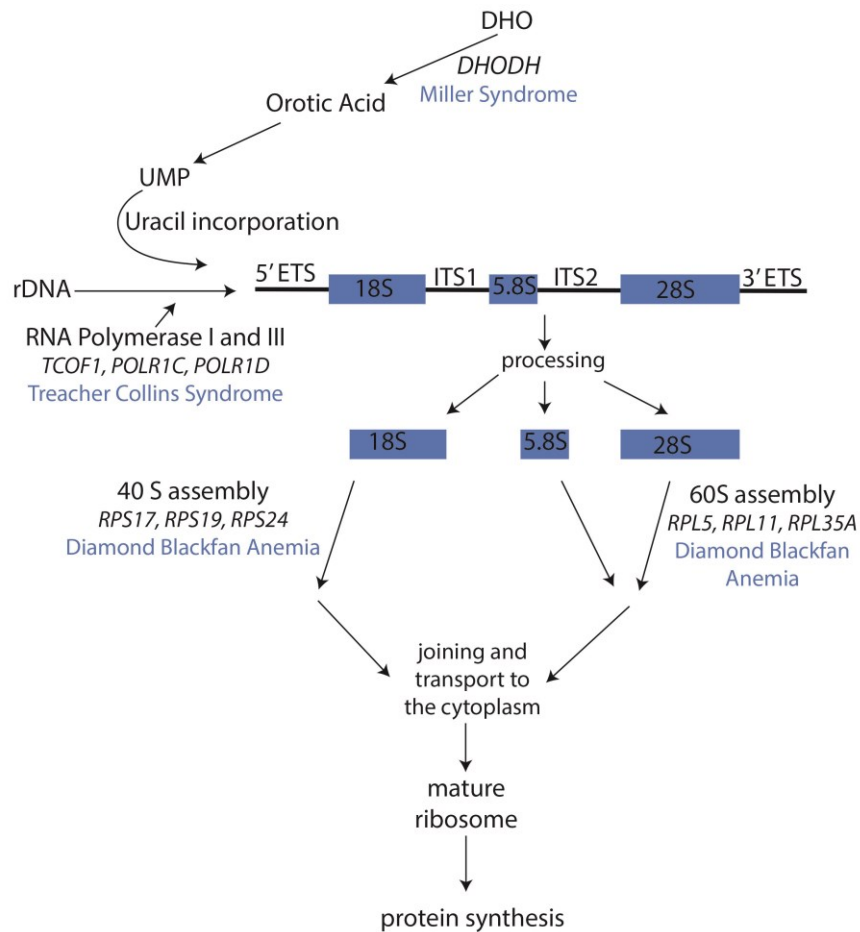 DHO
DHODH
Miller Syndrome
Orotic Acid
UMP
Uracil incorporation
rDNA
5' ETS
18S
ITS1
5.8S
ITS2
28S
3' ETS
RNA Polymerase I and III
TCOF1, POLR1C, POLR1D
Treacher Collins Syndrome
processing
18S
5.8S
28S
40 S assembly
RPS17, RPS19, RPS24
Diamond Blackfan Anemia
60S assembly
RPL5, RPL11, RPL35A
Diamond Blackfan
Anemia
joining and
transport to
the cytoplasm
mature
ribosome
protein synthesis